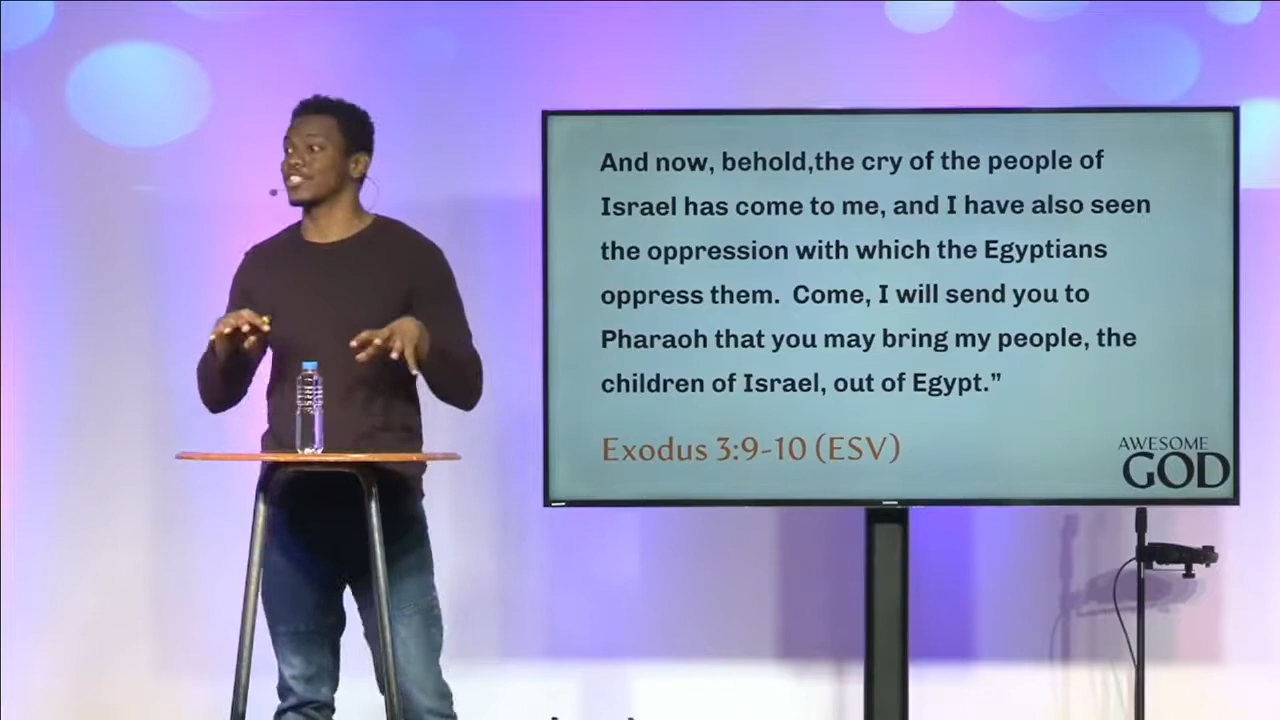 And now, behold,the cry of the people of
Israel has come to me, and I have also seen
the oppression with which the Egyptians
oppress them.  Come, I will send you to
Pharaoh that you may bring my people, the
children of Israel, out of Egypt.”
Exodus 3:9-10 (ESV)
AWESOME
GOD